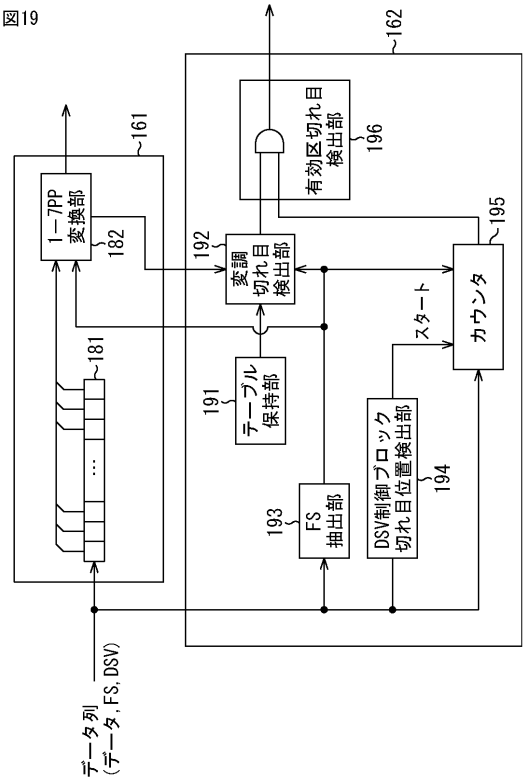 図19
データ列
(データ, FS, DSV)
181
1−7PP
変換部
182
161
191
テーブル
保持部
192
変調
切れ目
検出部
193
FS
抽出部
DSV制御ブロック
切れ目位置検出部
194
スタート
カウンタ
195
有効区切れ目
検出部
196
162